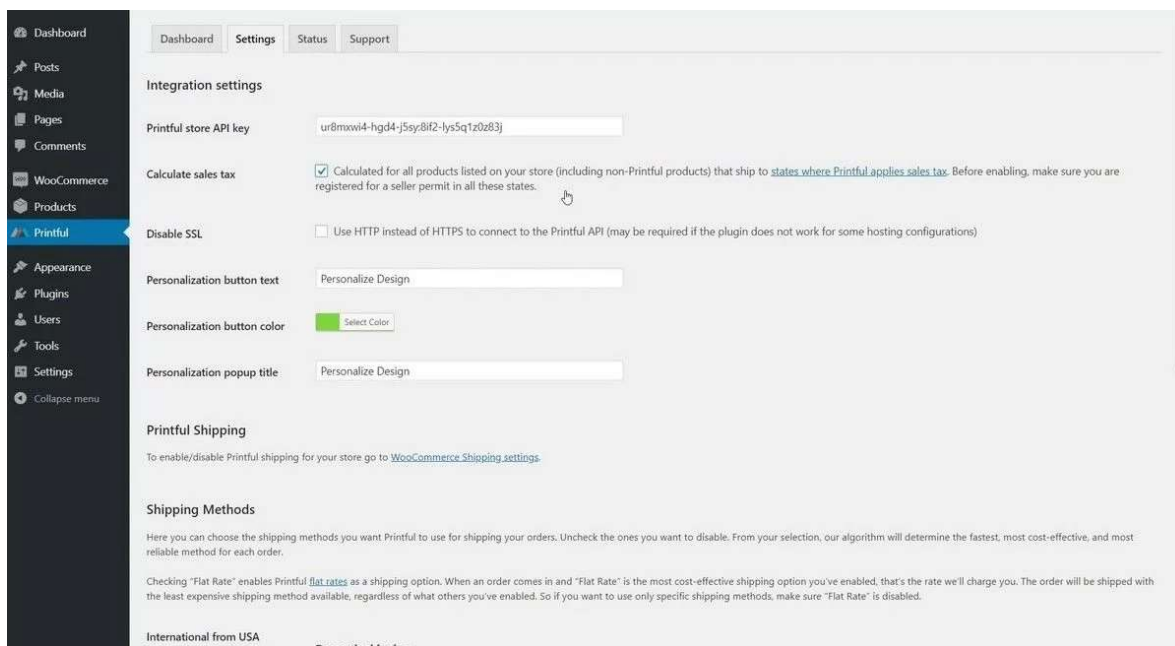 Dashboard
Posts
Media
Pages
Comments
WooCommerce
Products
Printful
Appearance
Plugins
Users
Tools
Settings
Collapse menu
Dashboard Settings Status Support
Integration settings
Printful store API key ur8mxwi4-hgd4-j5sy:8if2-lys5q1z0z83j
Calculate sales tax Calculated for all products listed on your store (including non-Printful products) that ship to states where Printful applies sales tax. Before enabling, make sure you are
registered for a seller permit in all these states.
Disable SSL Use HTTP instead of HTTPS to connect to the Printful API (may be required if the plugin does not work for some hosting configurations)
Personalization button text Personalize Design
Personalization button color Select Color
Personalization popup title Personalize Design
Printful Shipping
To enable/disable Printful shipping for your store go to WooCommerce Shipping settings.
Shipping Methods
Here you can choose the shipping methods you want Printful to use for shipping your orders. Uncheck the ones you want to disable. From your selection, our algorithm will determine the fastest, most cost-effective, and most
reliable method for each order.
Checking "Flat Rate" enables Printful flat rates as a shipping option. When an order comes in and "Flat Rate" is the most cost-effective shipping option you've enabled, that's the rate we'll charge you. The order will be shipped with
the least expensive shipping method available, regardless of what others you've enabled. So if you want to use only specific shipping methods, make sure "Flat Rate" is disabled.
International from USA